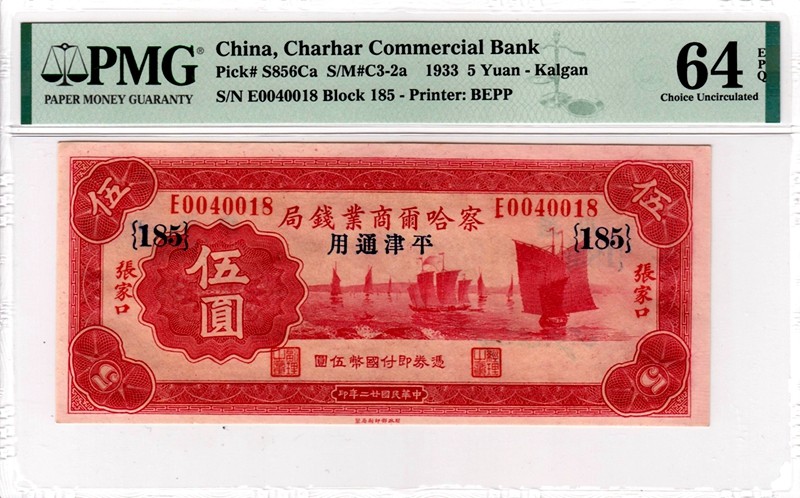 PMG®
PAPER MONEY GUARANTY
China, Charhar Commercial Bank
Pick# S856Ca S/M#C3-2a 1933 5 Yuan - Kalgan
S/N E0040018 Block 185 - Printer: BEPP
64 EPQ
Choice Uncirculated
伍
伍
E0040018
E0040018
局錢業商爾哈察
{185}
用通津平
{185}
張家口
伍圓
張家口
圓伍幣國付即券憑
印年二廿國民華中
5
5